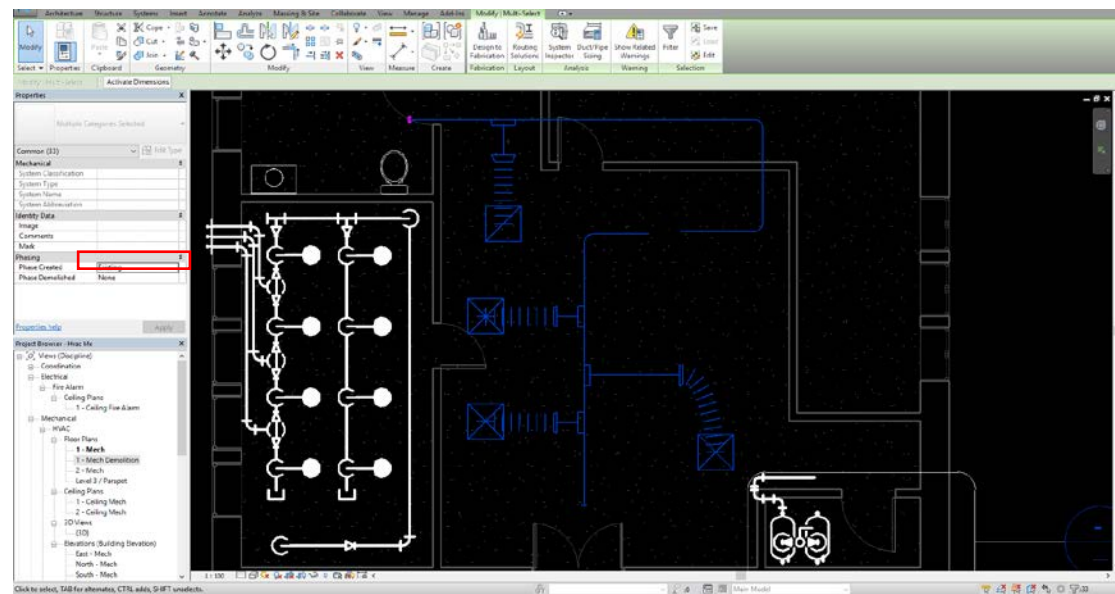 Architecture Structure Systems Insert Annotate Analyze Massing & Site Collaborate View Manage Add-Ins Modify | Multi-Select
Modify
Paste
Cope
Cut
Join
Design to Fabrication
Routing Solutions
System Inspector
Duct/Pipe Sizing
Show Related Warnings
Filter
Save
Load
Edit
Select Properties Clipboard Geometry Modify View Measure Create Fabrication Layout Analysis Warning Selection
Modify | Multi-Select Activate Dimensions
Properties X
Multiple Categories Selected
Common (33) Edit Type
Mechanical
System Classification
System Type
System Name
System Abbreviation
Identity Data
Image
Comments
Mark
Phasing
Phase Created Existing
Phase Demolished None
Properties help Apply
Project Browser - Hvac Me X
Views (Discipline)
Coordination
Electrical
Fire Alarm
Ceiling Plans
1 - Ceiling Fire Alarm
Mechanical
HVAC
Floor Plans
1 - Mech
1 - Mech Demolition
2 - Mech
Level 3 / Parapet
Ceiling Plans
1 - Ceiling Mech
2 - Ceiling Mech
3D Views
{3D}
Elevations (Building Elevation)
East - Mech
North - Mech
South - Mech
1 : 100
Click to select, TAB for alternates, CTRL adds, SHIFT unselects. Main Model